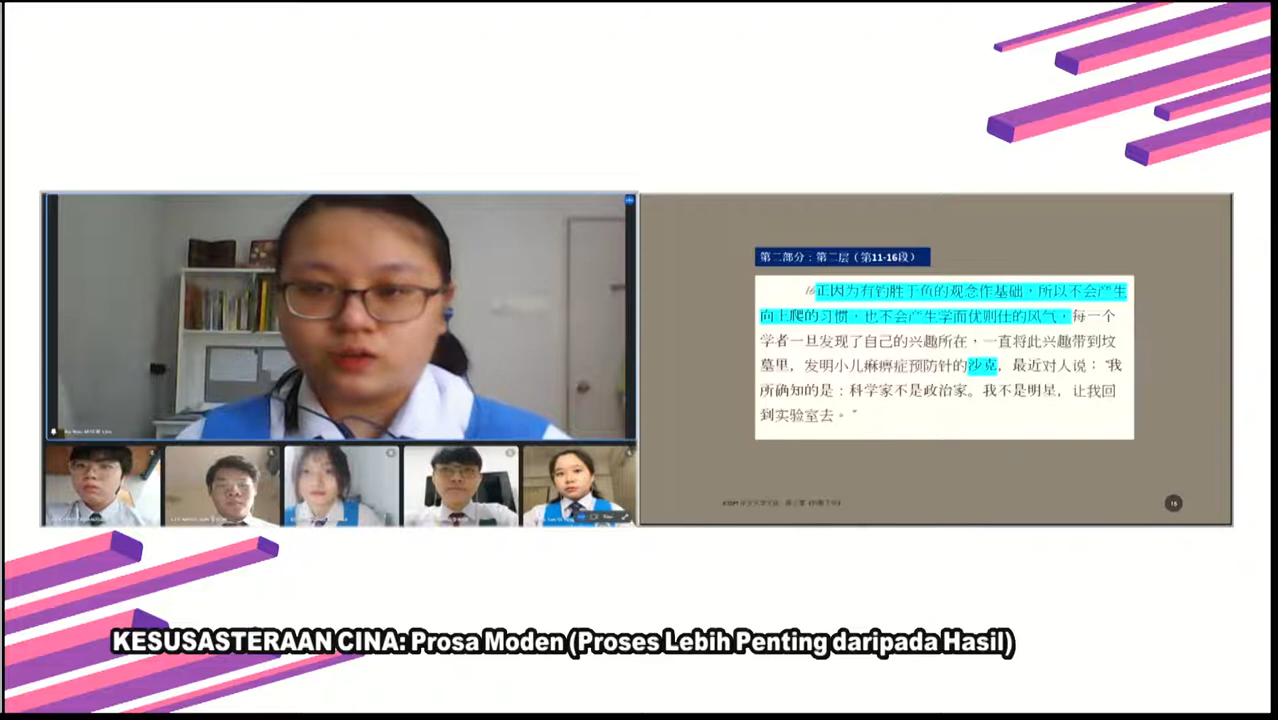 第二部分：第二层（第11-16段）
16正因为有钓胜于鱼的观念作基础，所以不会产生
向上爬的习惯，也不会产生学而优则仕的风气，每一个
学者一旦发现了自己的兴趣所在，一直将此兴趣带到坟
墓里，发明小儿麻痹症预防针的沙克，最近对人说：“我
所确知的是：科学家不是政治家。我不是明星，让我回
到实验室去。”
15
KESUSASTERAAN CINA: Prosa Moden (Proses Lebih Penting daripada Hasil)